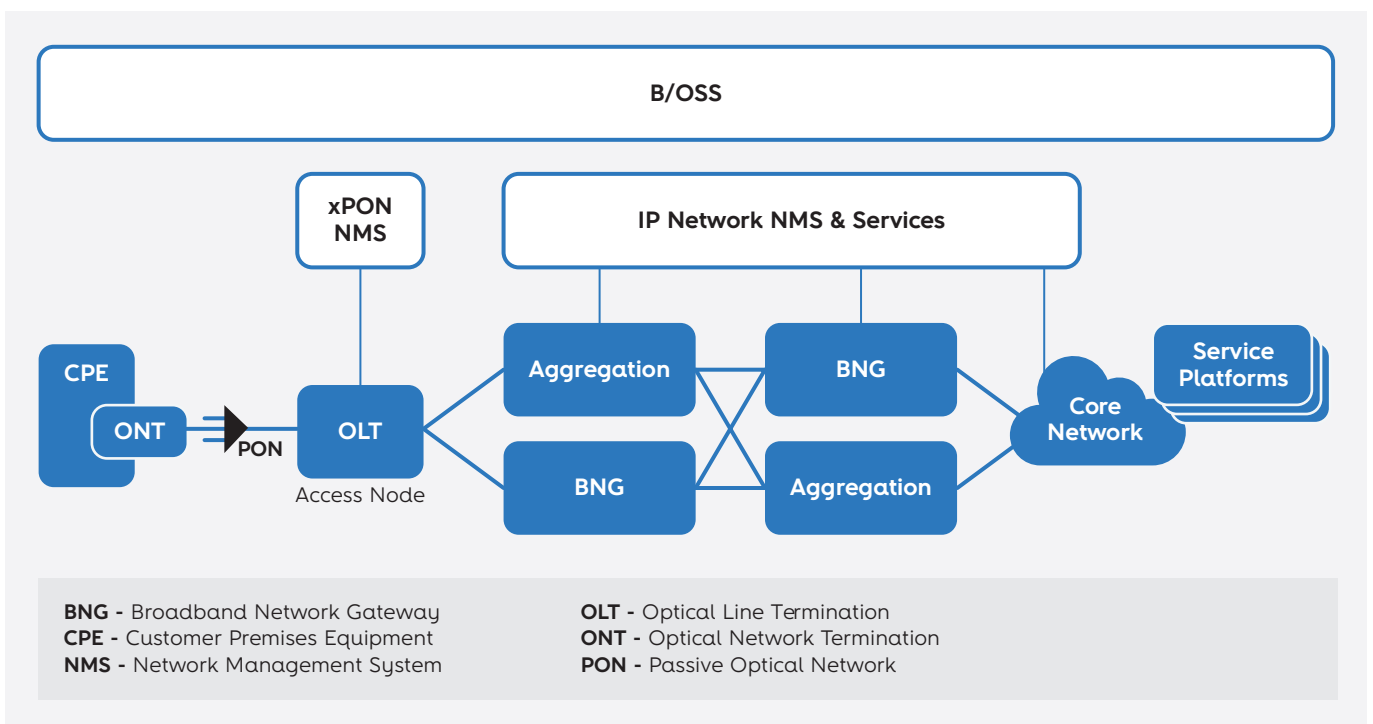 B/OSS
xPON
NMS
IP Network NMS & Services
CPE
ONT
PON
OLT
Access Node
Aggregation
BNG
BNG
Aggregation
Core
Network
Service
Platforms
BNG - Broadband Network Gateway
CPE - Customer Premises Equipment
NMS - Network Management System
OLT - Optical Line Termination
ONT - Optical Network Termination
PON - Passive Optical Network